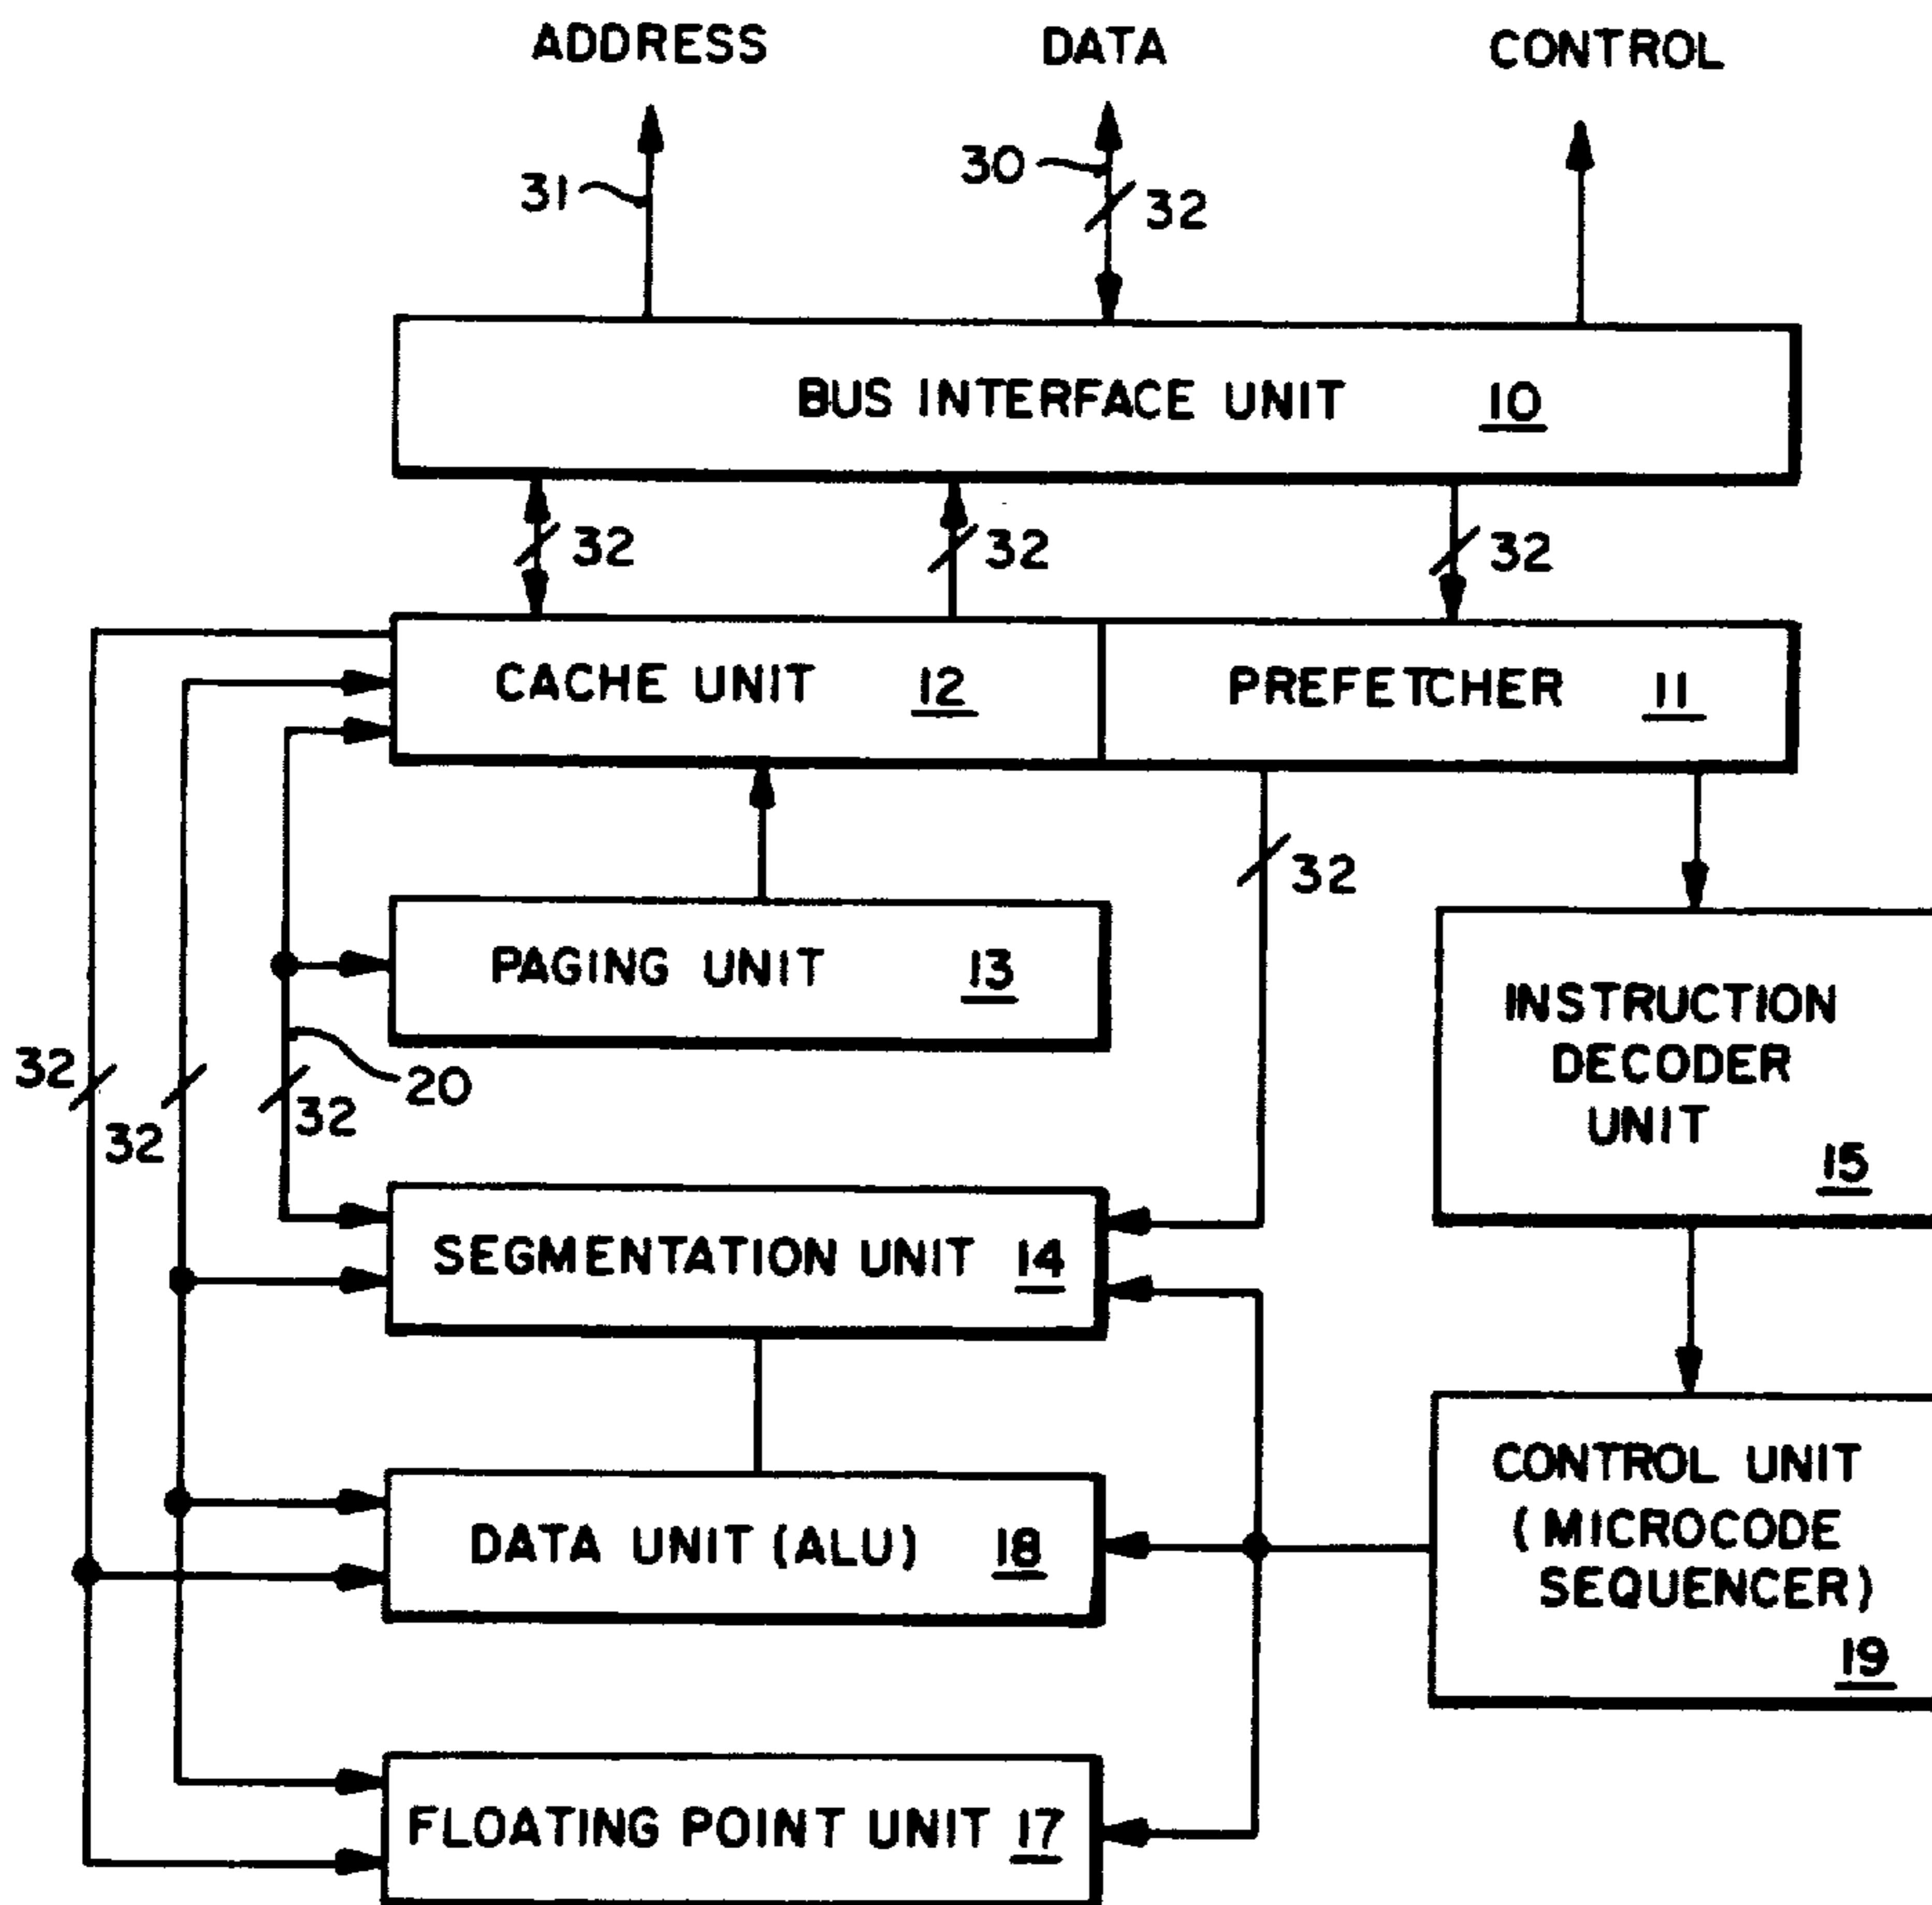 ADDRESS
DATA
CONTROL
31
30
32
BUS INTERFACE UNIT 10
32
32
32
CACHE UNIT 12
PREFETCHER 11
32
PAGING UNIT 13
INSTRUCTION
DECODER
UNIT
15
32
32
32
20
SEGMENTATION UNIT 14
CONTROL UNIT
(MICROCODE
SEQUENCER)
19
DATA UNIT (ALU) 18
FLOATING POINT UNIT 17